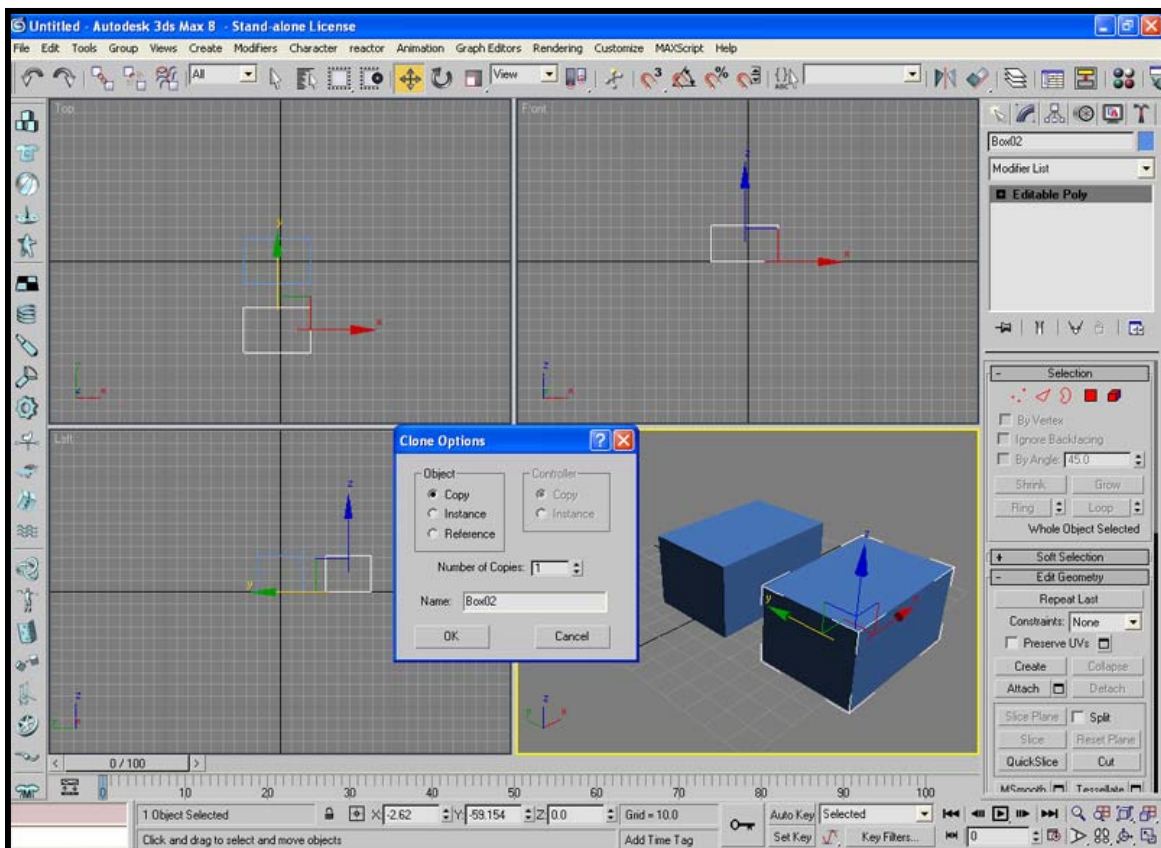 Untitled - Autodesk 3ds Max 8 - Stand-alone License
File Edit Tools Group Views Create Modifiers Character reactor Animation Graph Editors Rendering Customize MAXScript Help
All
View
ABC
Top
Front
Left
y
x
z
x
z
y
z
y
x
Box02
Modifier List
Editable Poly
Selection
By Vertex
Ignore Backfacing
By Angle: 45.0
Shrink Grow
Ring Loop
Whole Object Selected
Soft Selection
Edit Geometry
Repeat Last
Constraints: None
Preserve UVs
Create Collapse
Attach Detach
Slice Plane Split
Slice Reset Plane
QuickSlice Cut
MSmooth Tessellate
Clone Options
Object
Copy
Instance
Reference
Controller
Copy
Instance
Number of Copies: 1
Name: Box02
OK Cancel
0 / 100
0 10 20 30 40 50 60 70 80 90 100
1 Object Selected X: -2.62 Y: -59.154 Z: 0.0 Grid = 10.0
Auto Key Selected
Click and drag to select and move objects Add Time Tag
Set Key Key Filters... 0